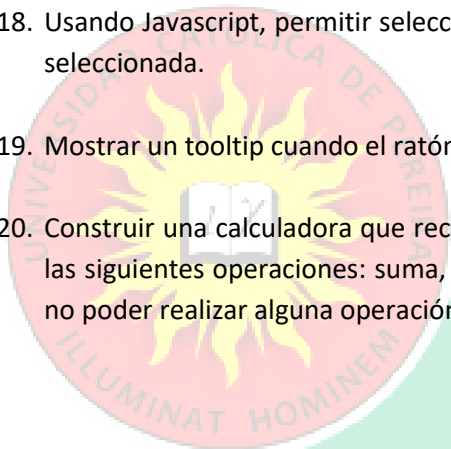 18. Usando Javascript, permitir selecc
seleccionada.
19. Mostrar un tooltip cuando el ratón
20. Construir una calculadora que rec
las siguientes operaciones: suma,
no poder realizar alguna operación
UNIVERSIDAD CATÓLICA DE PEREIRA
ILLUMINAT HOMINEM